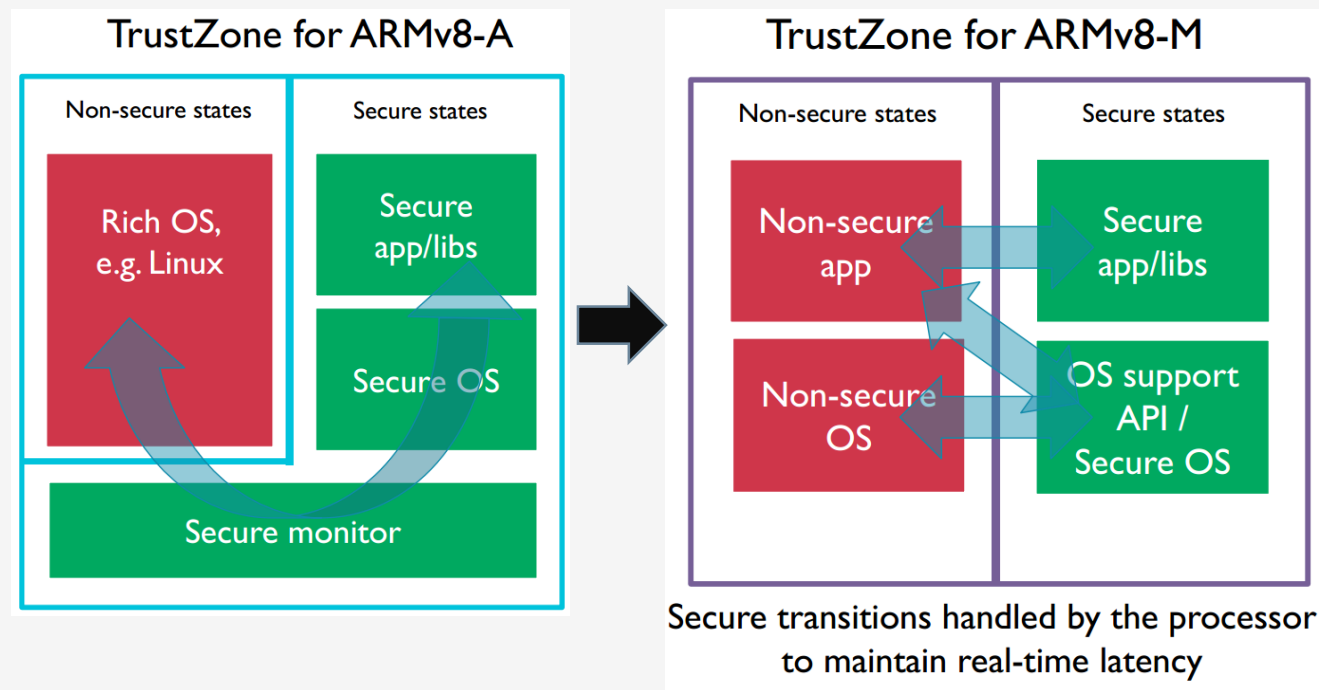 TrustZone for ARMv8-A
Non-secure states
Secure states
Rich OS,
e.g. Linux
Secure
app/libs
Secure OS
Secure monitor
TrustZone for ARMv8-M
Non-secure states
Secure states
Non-secure
app
Secure
app/libs
Non-secure
OS
OS support
API /
Secure OS
Secure transitions handled by the processor
to maintain real-time latency